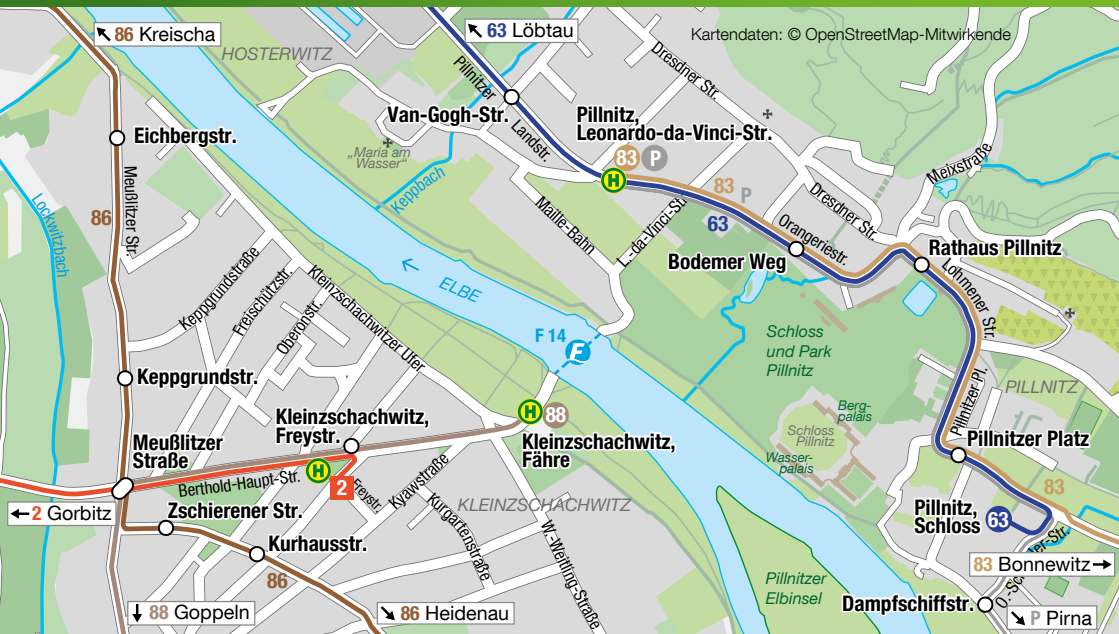 ↖ 86 Kreischa
HOSTERWITZ
↖ 63 Löbtau
Kartendaten: © OpenStreetMap-Mitwirkende
Dresdner Str.
Pillnitzer
Landstr.
Van-Gogh-Str.
Pillnitz,
Leonardo-da-Vinci-Str.
83 P
H
Eichbergstr.
„Maria am
Wasser“
Keppbach
Lockwitzbach
86
Meußlitzer Str.
83
P
63
Meixstraße
Dresdner Str.
Maille-Bahn
L.-da-Vinci-Str.
Orangeriestr.
Bodemer Weg
Rathaus Pillnitz
Lohmener Str.
← ELBE
Keppgrundstraße
Freischützstr.
Oberonstr.
Kleinzschachwitzer Ufer
F 14
F
Schloss
und Park
Pillnitz
PILLNITZ
Keppgrundstr.
Pillnitzer Pl.
Berg-
palais
Schloss
Pillnitz
Wasser-
palais
Kleinzschachwitz,
Freystr.
H 88
Kleinzschachwitz,
Fähre
Pillnitzer Platz
Meußlitzer
Straße
H
2
Berthold-Haupt-Str.
Freystr.
Kyawstraße
Kurgartenstraße
KLEINZSCHACHWITZ
W.-Weitling-Straße
83
← 2 Gorbitz
Zschierener Str.
Pillnitz,
Schloss
63
Kurhausstr.
86
83 Bonnewitz →
Pillnitzer
Elbinsel
Dampfschiffstr.
↓ 88 Goppeln
↘ 86 Heidenau
↘ P Pirna